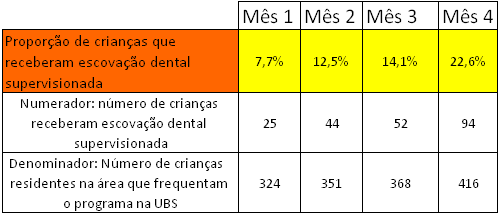 Mês 1 Mês 2 Mês 3 Mês 4
Proporção de crianças que
receberam escovação dental
supervisionada
7,7% 12,5% 14,1% 22,6%
Numerador: número de crianças
receberam escovação dental
supervisionada
25 44 52 94
Denominador: Número de crianças
residentes na área que frequentam
o programa na UBS
324 351 368 416